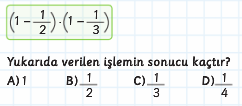 (1 - 1/2) · (1 - 1/3)
Yukarıda verilen işlemin sonucu kaçtır?
A) 1 B) 1/2 C) 1/3 D) 1/4